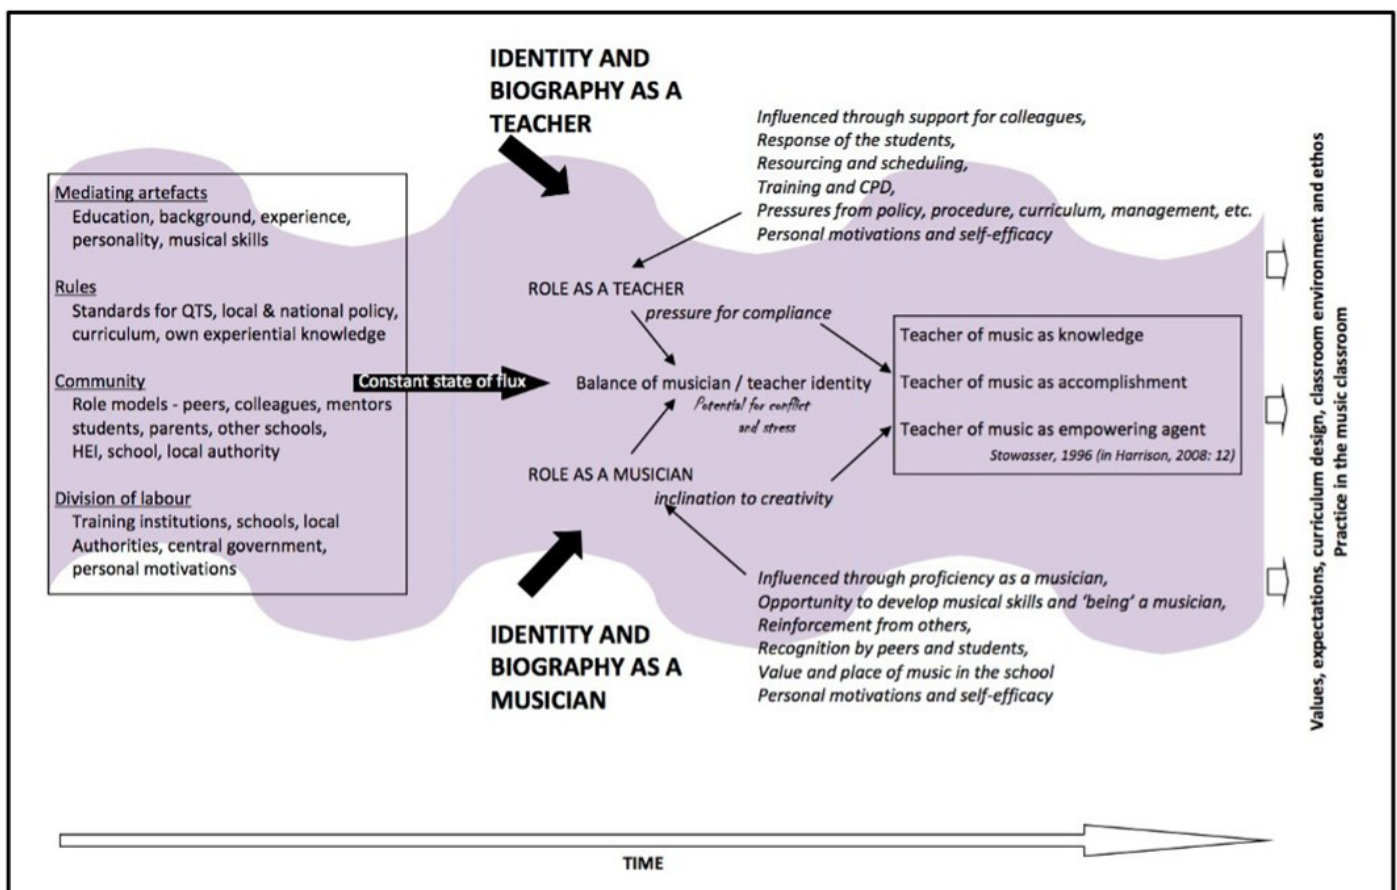 IDENTITY AND
BIOGRAPHY AS A
TEACHER
Influenced through support for colleagues,
Response of the students,
Resourcing and scheduling,
Training and CPD,
Pressures from policy, procedure, curriculum, management, etc.
Personal motivations and self-efficacy
Mediating artefacts
Education, background, experience,
personality, musical skills
Rules
Standards for QTS, local & national policy,
curriculum, own experiential knowledge
Community
Role models - peers, colleagues, mentors
students, parents, other schools,
HEI, school, local authority
Division of labour
Training institutions, schools, local
Authorities, central government,
personal motivations
Constant state of flux
ROLE AS A TEACHER
pressure for compliance
Balance of musician / teacher identity
Potential for conflict
and stress
ROLE AS A MUSICIAN
inclination to creativity
Teacher of music as knowledge
Teacher of music as accomplishment
Teacher of music as empowering agent
Stowasser, 1996 (in Harrison, 2008: 12)
IDENTITY AND
BIOGRAPHY AS A
MUSICIAN
Influenced through proficiency as a musician,
Opportunity to develop musical skills and ‘being’ a musician,
Reinforcement from others,
Recognition by peers and students,
Value and place of music in the school
Personal motivations and self-efficacy
Values, expectations, curriculum design, classroom environment and ethos
Practice in the music classroom
TIME